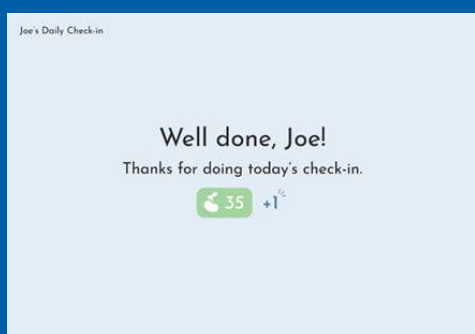 Joe's Daily Check-in
Well done, Joe!
Thanks for doing today's check-in.
35 +1